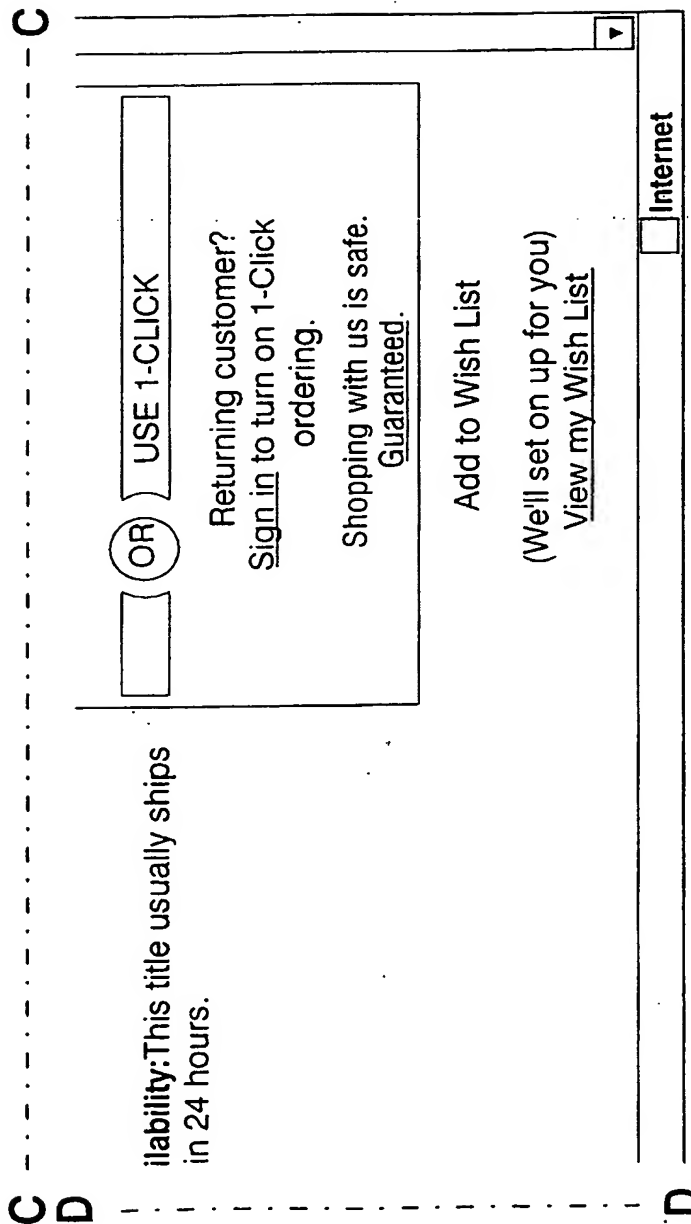 C C
D
ilability:This title usually ships
in 24 hours.
OR USE 1-CLICK
Returning customer?
Sign in to turn on 1-Click
ordering.
Shopping with us is safe.
Guaranteed.
Add to Wish List
(We'll set on up for you)
View my Wish List
D
Internet